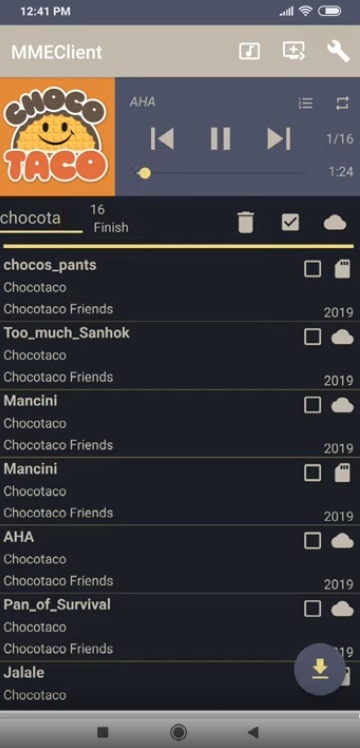 12:41 PM
MMEClient
CHOCO
TACO
AHA
1/16
1:24
chocota
16
Finish
chocos_pants
Chocotaco
Chocotaco Friends
2019
Too_much_Sanhok
Chocotaco
Chocotaco Friends
2019
Mancini
Chocotaco
Chocotaco Friends
2019
Mancini
Chocotaco
Chocotaco Friends
2019
AHA
Chocotaco
Chocotaco Friends
2019
Pan_of_Survival
Chocotaco
Chocotaco Friends
19
Jalale
Chocotaco